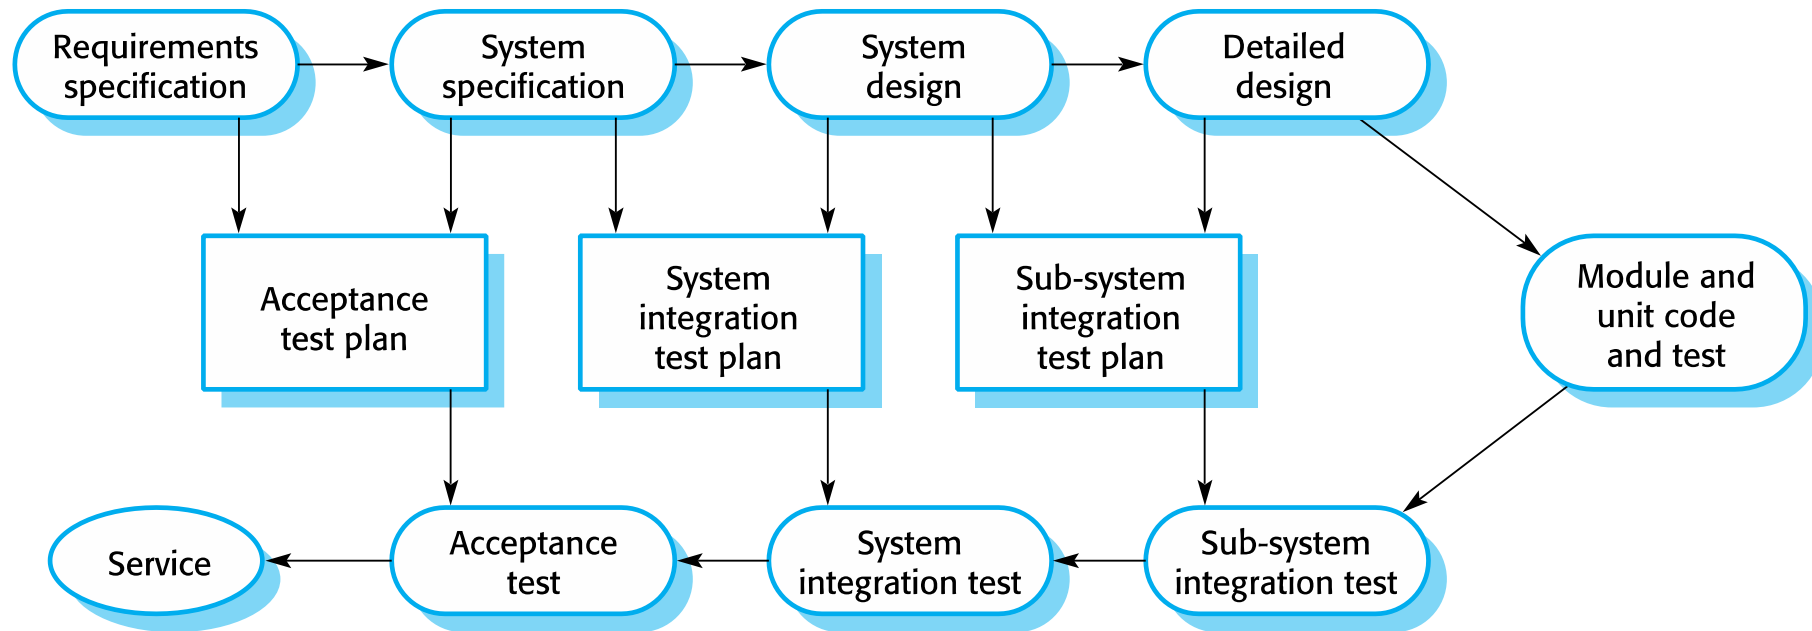 Requirements
specification
System
specification
System
design
Detailed
design
Acceptance
test plan
System
integration
test plan
Sub-system
integration
test plan
Module and
unit code
and test
Service
Acceptance
test
System
integration test
Sub-system
integration test